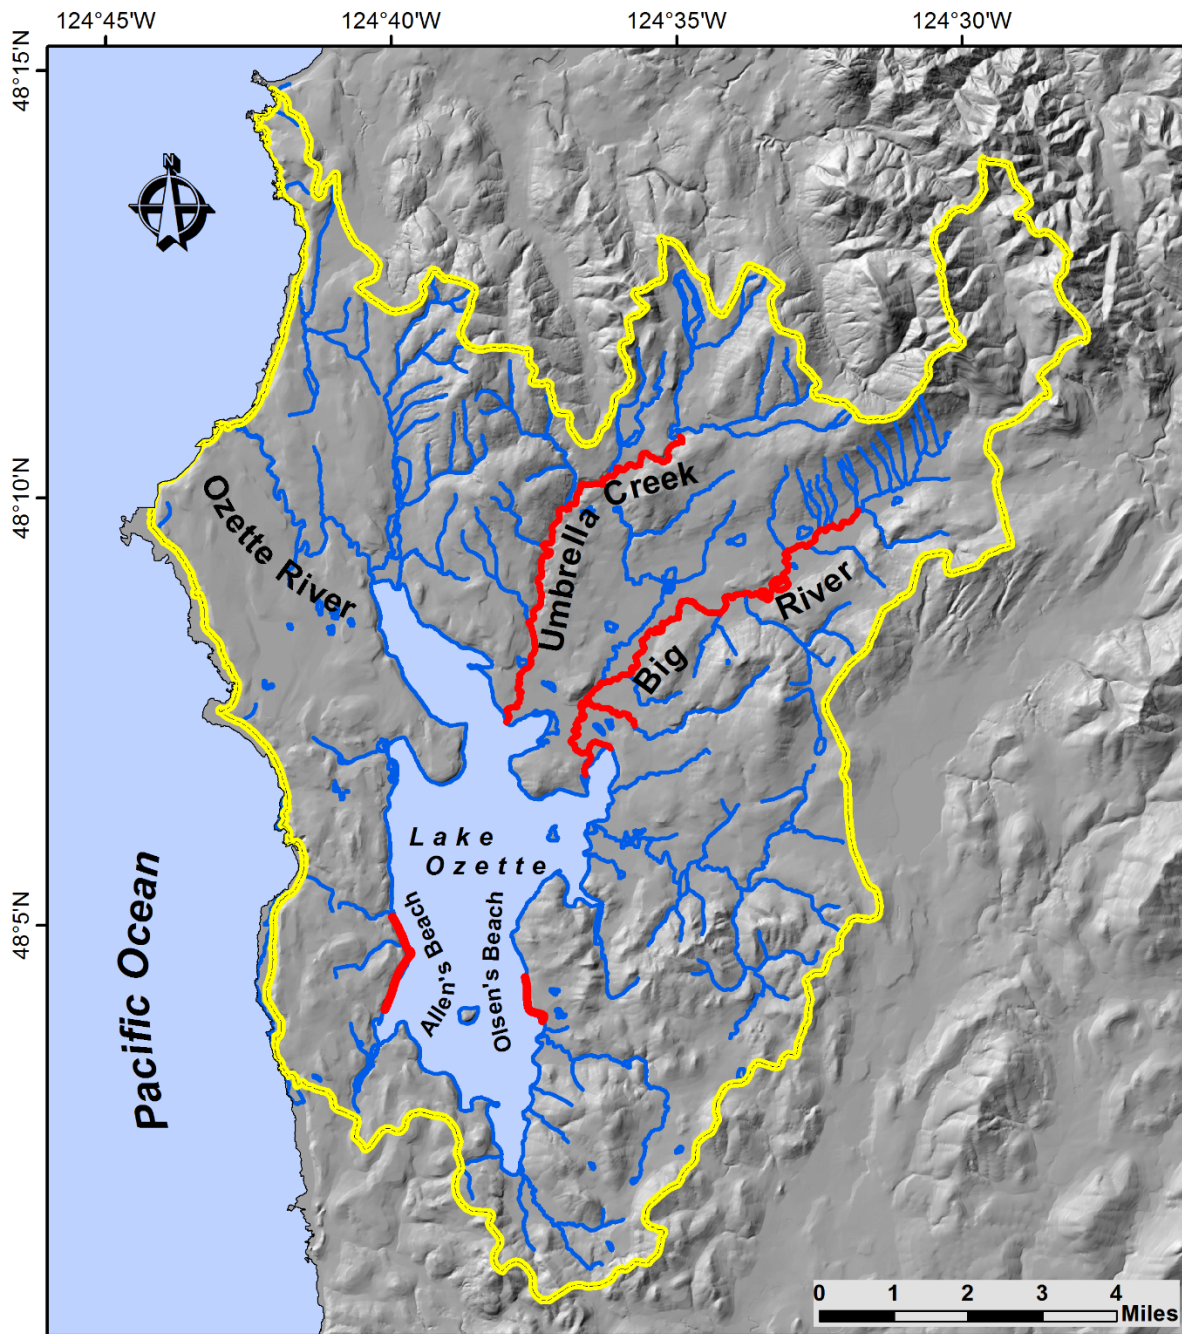 124°45'W 124°40'W 124°35'W 124°30'W
48°15'N
N
48°10'N
Ozette River
Umbrella Creek
Big River
Lake
Ozette
48°5'N
Allen's Beach
Olsen's Beach
Pacific Ocean
0 1 2 3 4
Miles